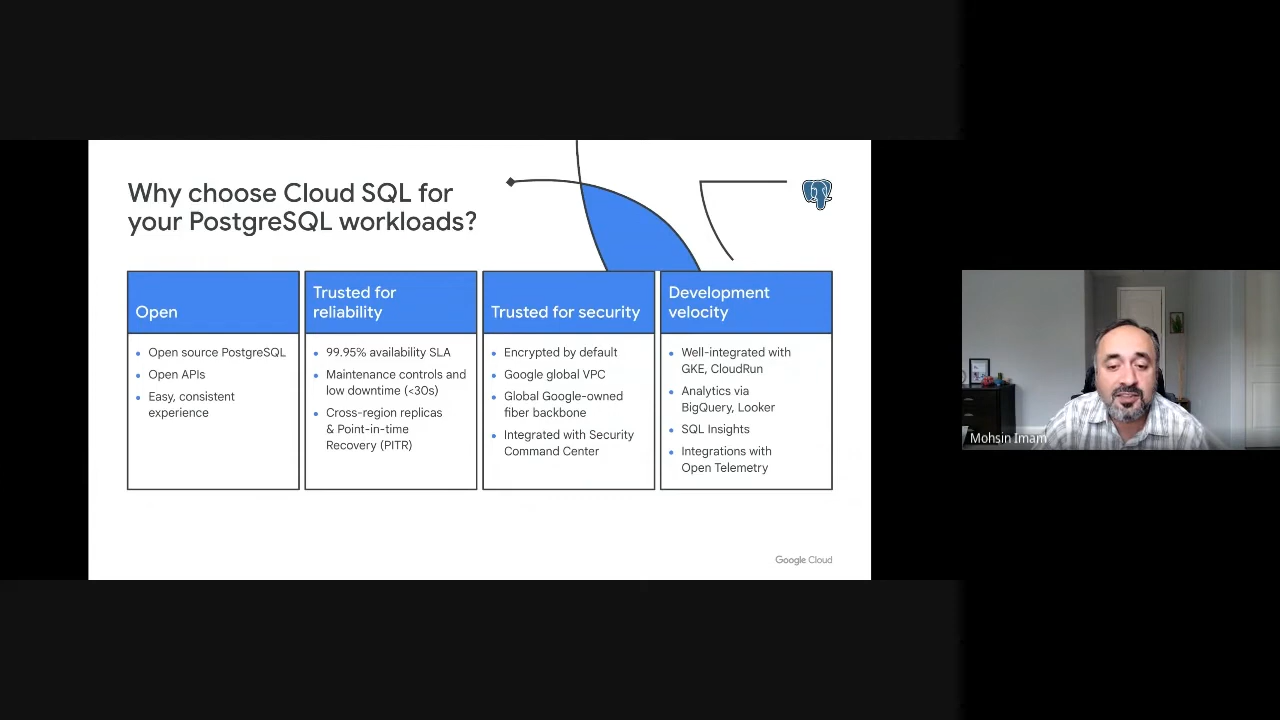 Why choose Cloud SQL for
your PostgreSQL workloads?
Open
Open source PostgreSQL
Open APIs
Easy, consistent
experience
Trusted for
reliability
99.95% availability SLA
Maintenance controls and
low downtime (<30s)
Cross-region replicas
& Point-in-time
Recovery (PITR)
Trusted for security
Encrypted by default
Google global VPC
Global Google-owned
fiber backbone
Integrated with Security
Command Center
Development
velocity
Well-integrated with
GKE, CloudRun
Analytics via
BigQuery, Looker
SQL Insights
Integrations with
Open Telemetry
Google Cloud
Mohsin Imam